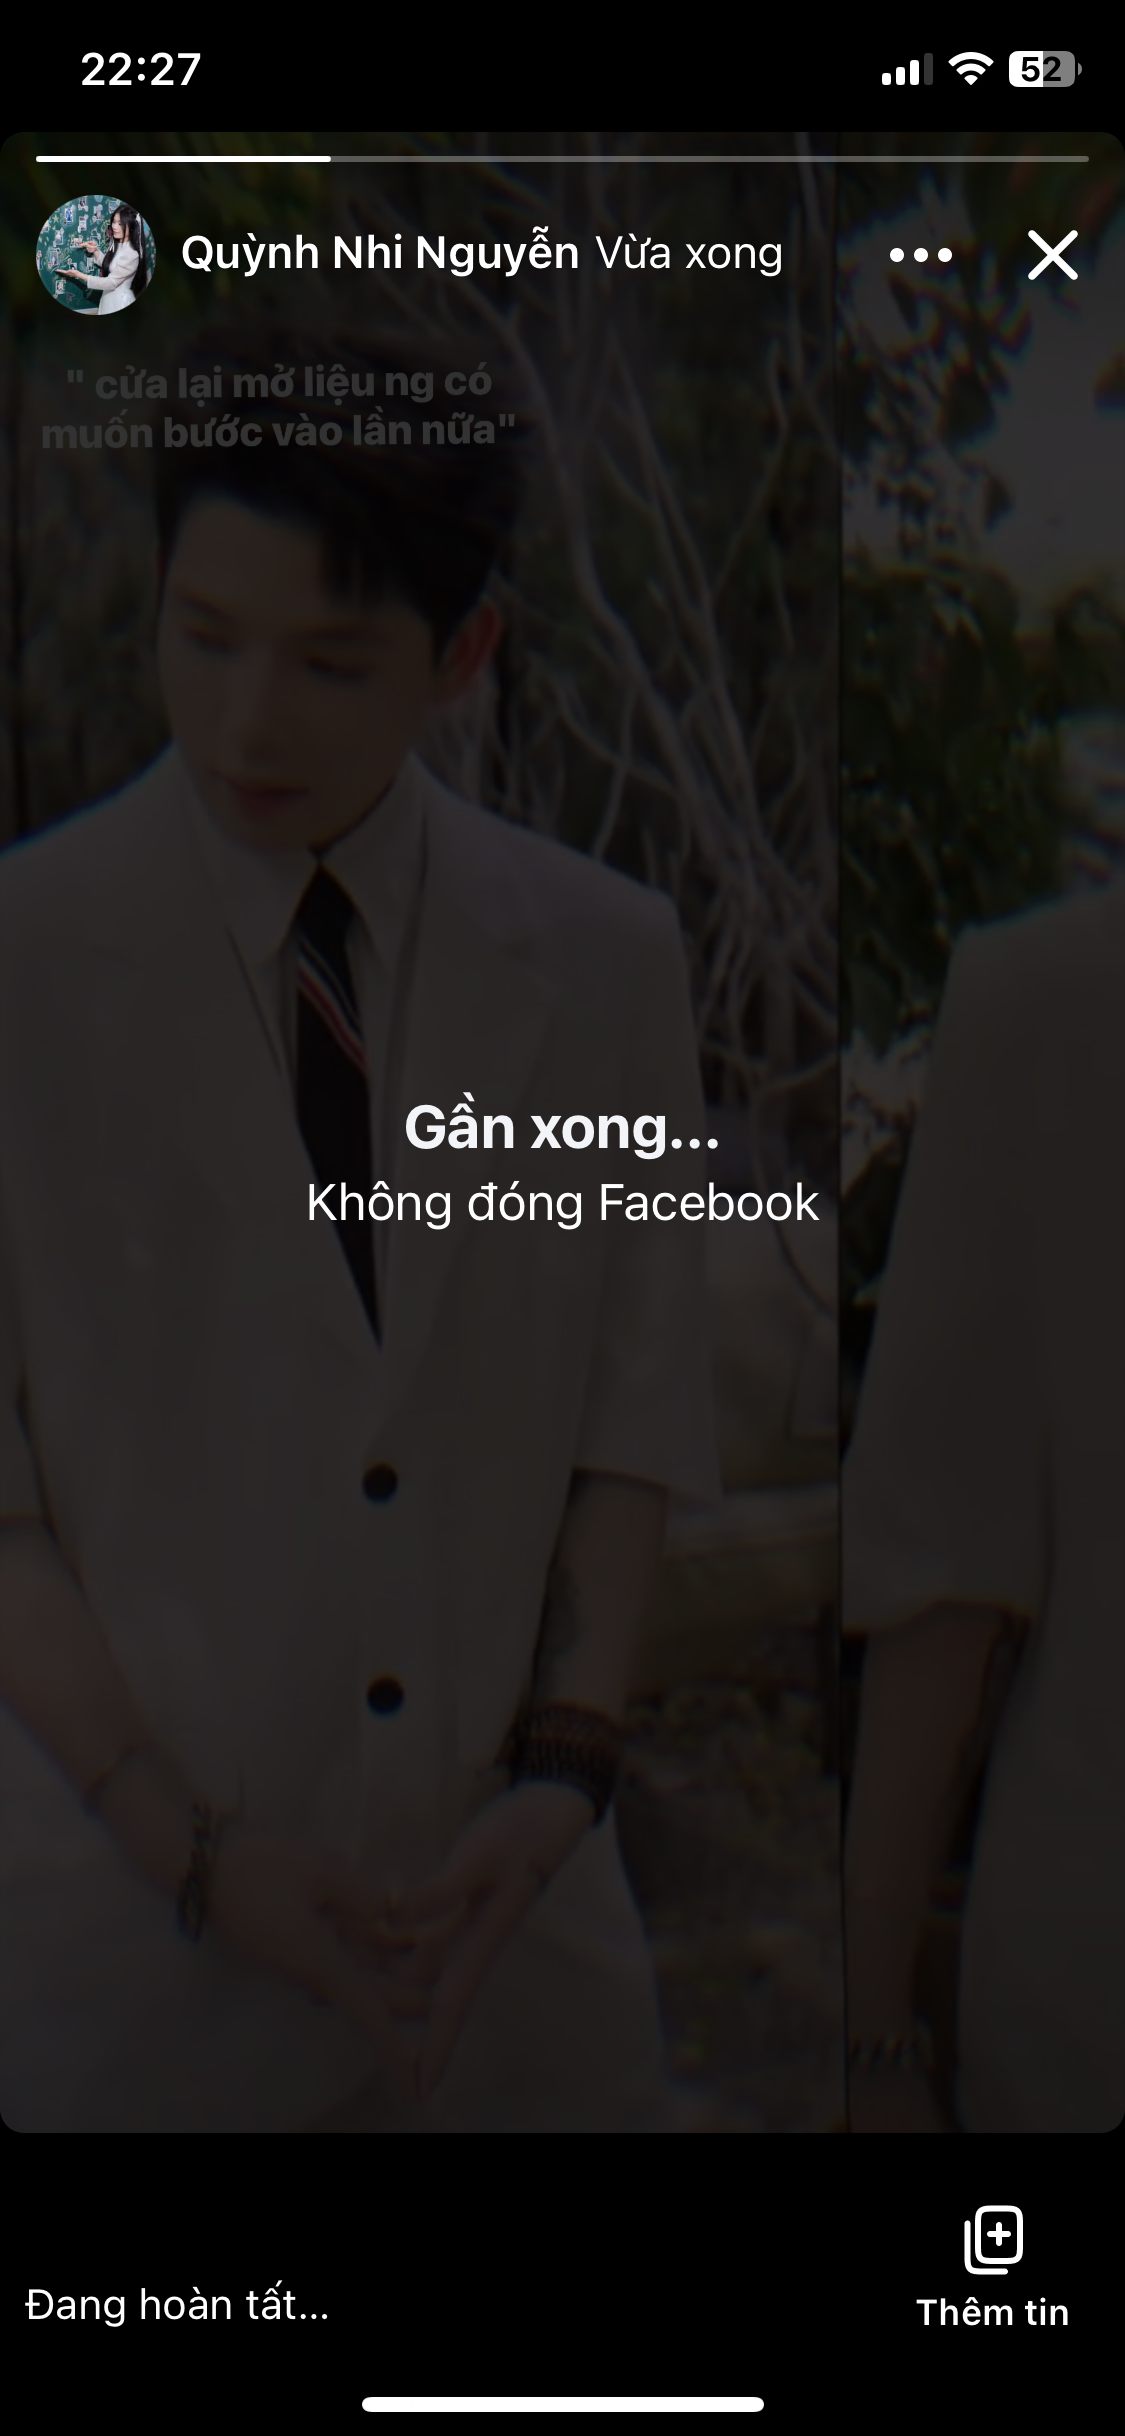 22:27
52
Quỳnh Nhi Nguyễn Vừa xong
" cửa lại mở liệu ng có
muốn bước vào lần nữa"
Gần xong...
Không đóng Facebook
Đang hoàn tất...
Thêm tin